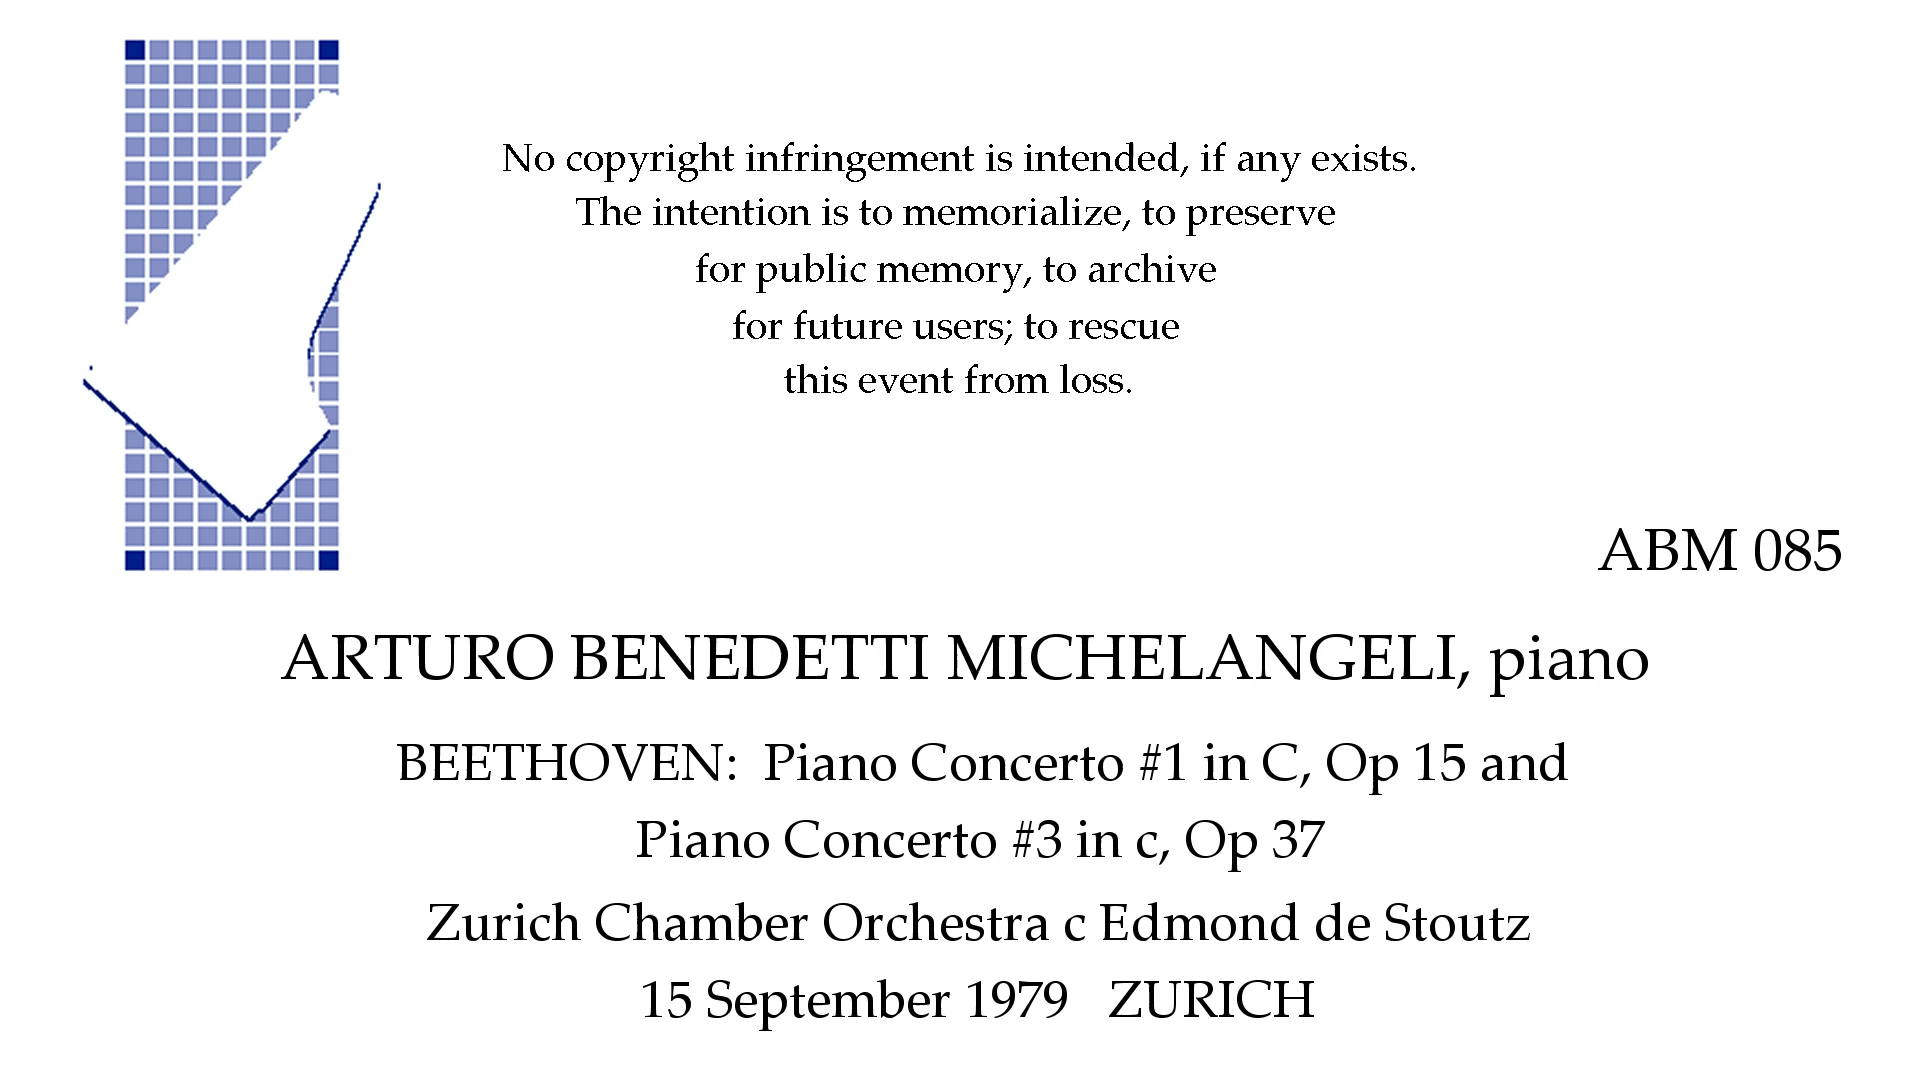 No copyright infringement is intended, if any exists.
The intention is to memorialize, to preserve
for public memory, to archive
for future users; to rescue
this event from loss.
ABM 085
ARTURO BENEDETTI MICHELANGELI, piano
BEETHOVEN:  Piano Concerto #1 in C, Op 15 and
Piano Concerto #3 in c, Op 37
Zurich Chamber Orchestra c Edmond de Stoutz
15 September 1979   ZURICH